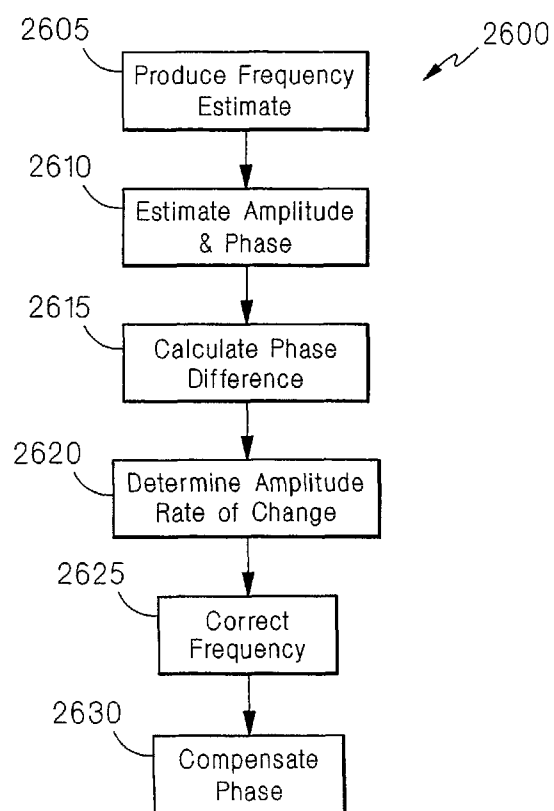 2605
2600
Produce Frequency
Estimate
2610
Estimate Amplitude
& Phase
2615
Calculate Phase
Difference
2620
Determine Amplitude
Rate of Change
2625
Correct
Frequency
2630
Compensate
Phase